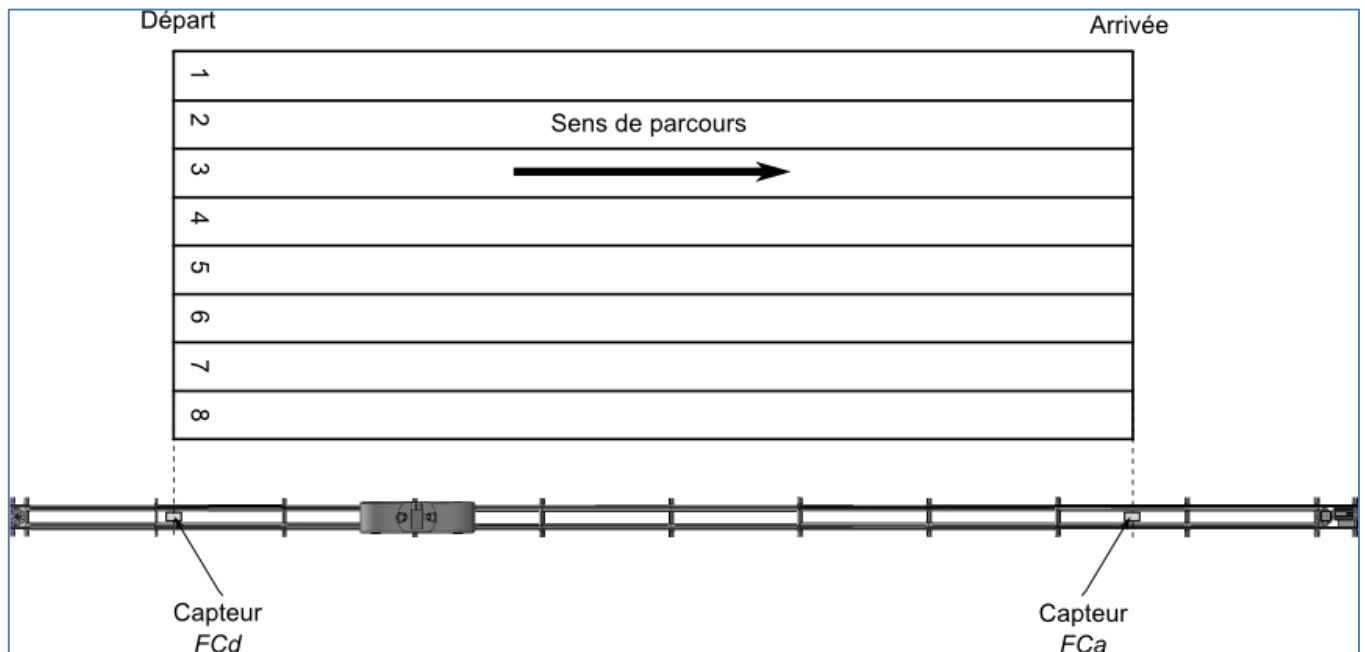 Départ
Arrivée
1
2
Sens de parcours
3
4
5
6
7
8
Capteur
FCd
Capteur
FCa